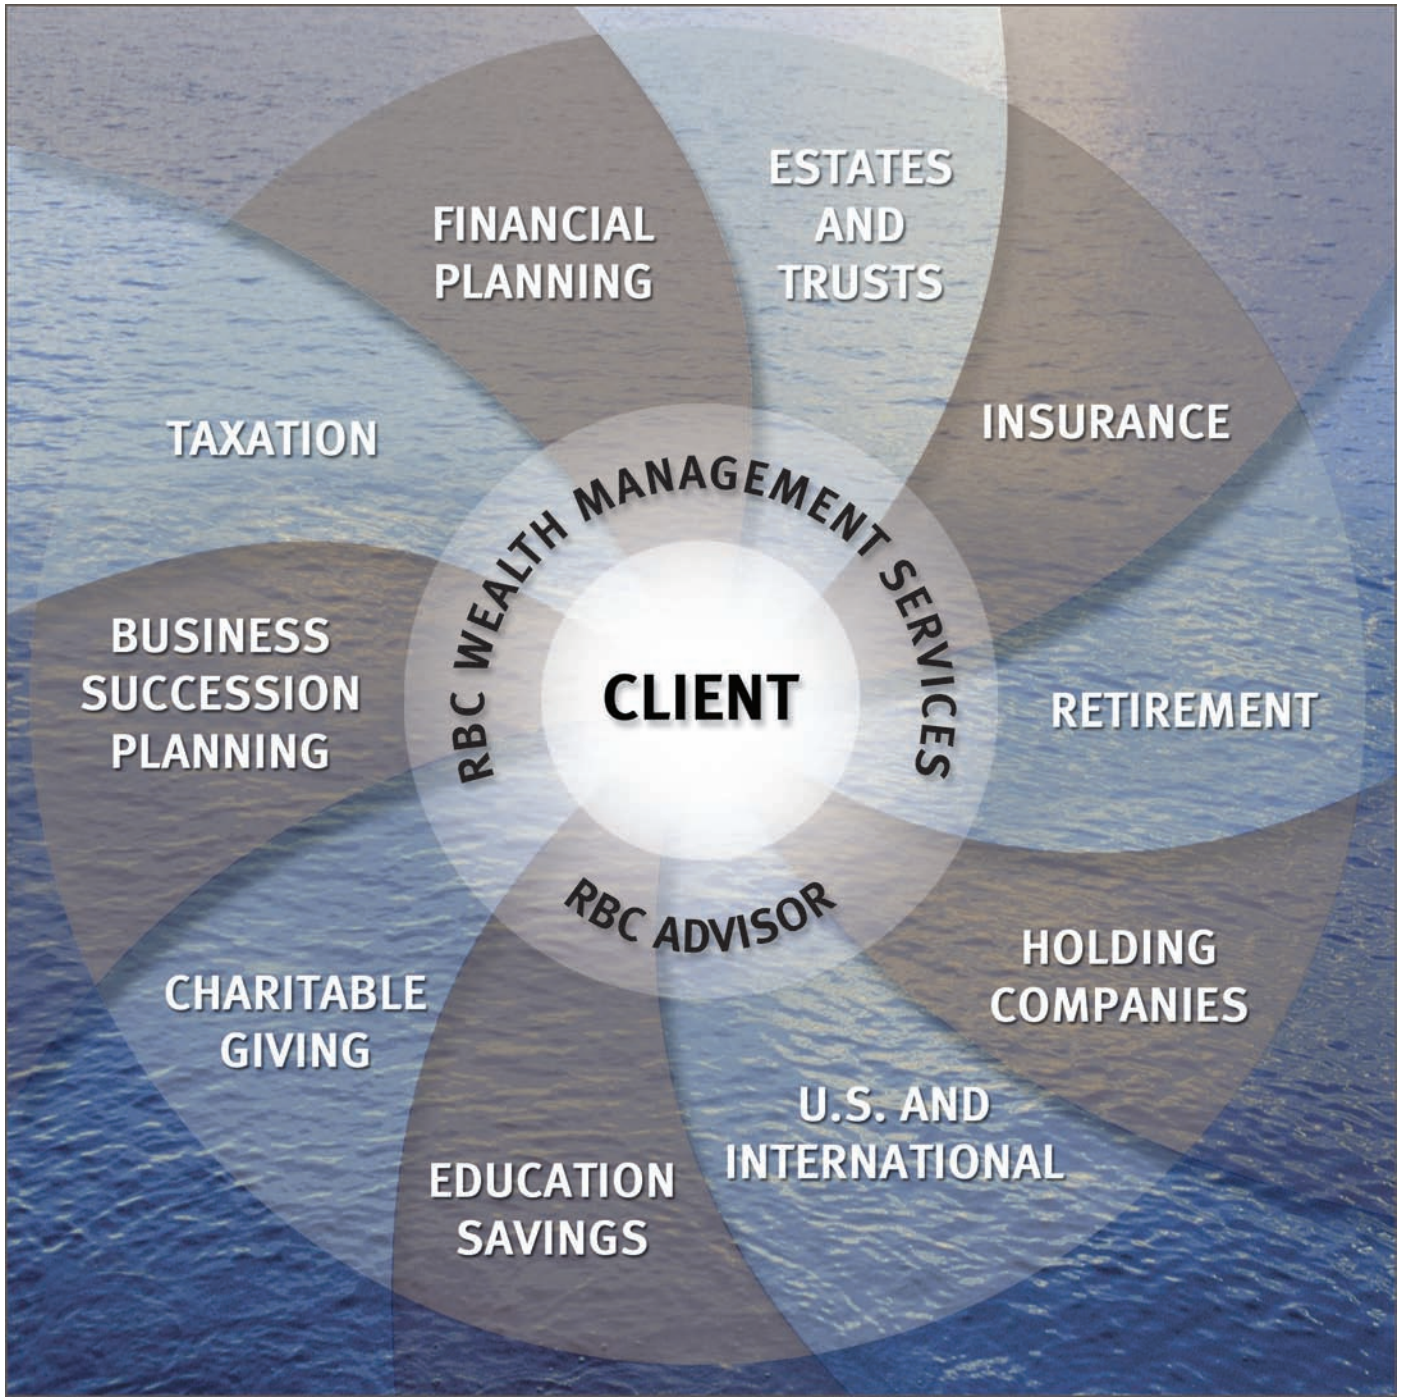 ESTATES
AND
TRUSTS
FINANCIAL
PLANNING
INSURANCE
TAXATION
RBC WEALTH MANAGEMENT SERVICES
BUSINESS
SUCCESSION
PLANNING
CLIENT
RETIREMENT
RBC ADVISOR
HOLDING
COMPANIES
CHARITABLE
GIVING
U.S. AND
INTERNATIONAL
EDUCATION
SAVINGS